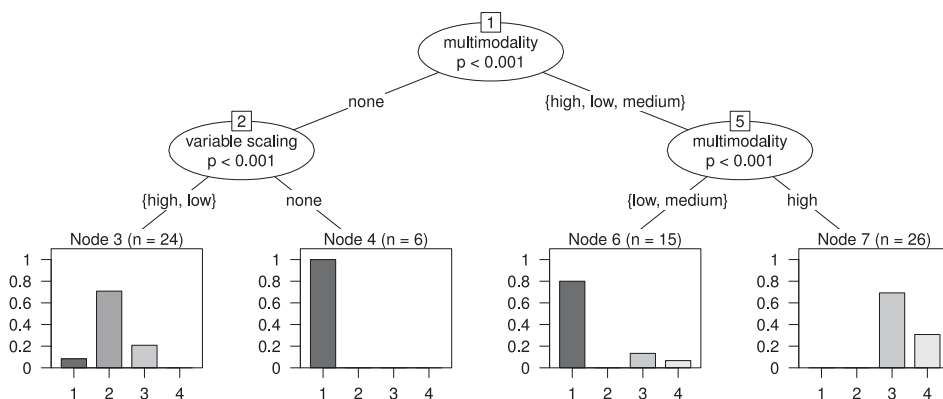 1
multimodality
p < 0.001
none
{high, low, medium}
2
variable scaling
p < 0.001
5
multimodality
p < 0.001
{high, low}
none
{low, medium}
high
Node 3 (n = 24)
1
0.8
0.6
0.4
0.2
0
1 2 3 4
Node 4 (n = 6)
1
0.8
0.6
0.4
0.2
0
1 2 3 4
Node 6 (n = 15)
1
0.8
0.6
0.4
0.2
0
1 2 3 4
Node 7 (n = 26)
1
0.8
0.6
0.4
0.2
0
1 2 3 4